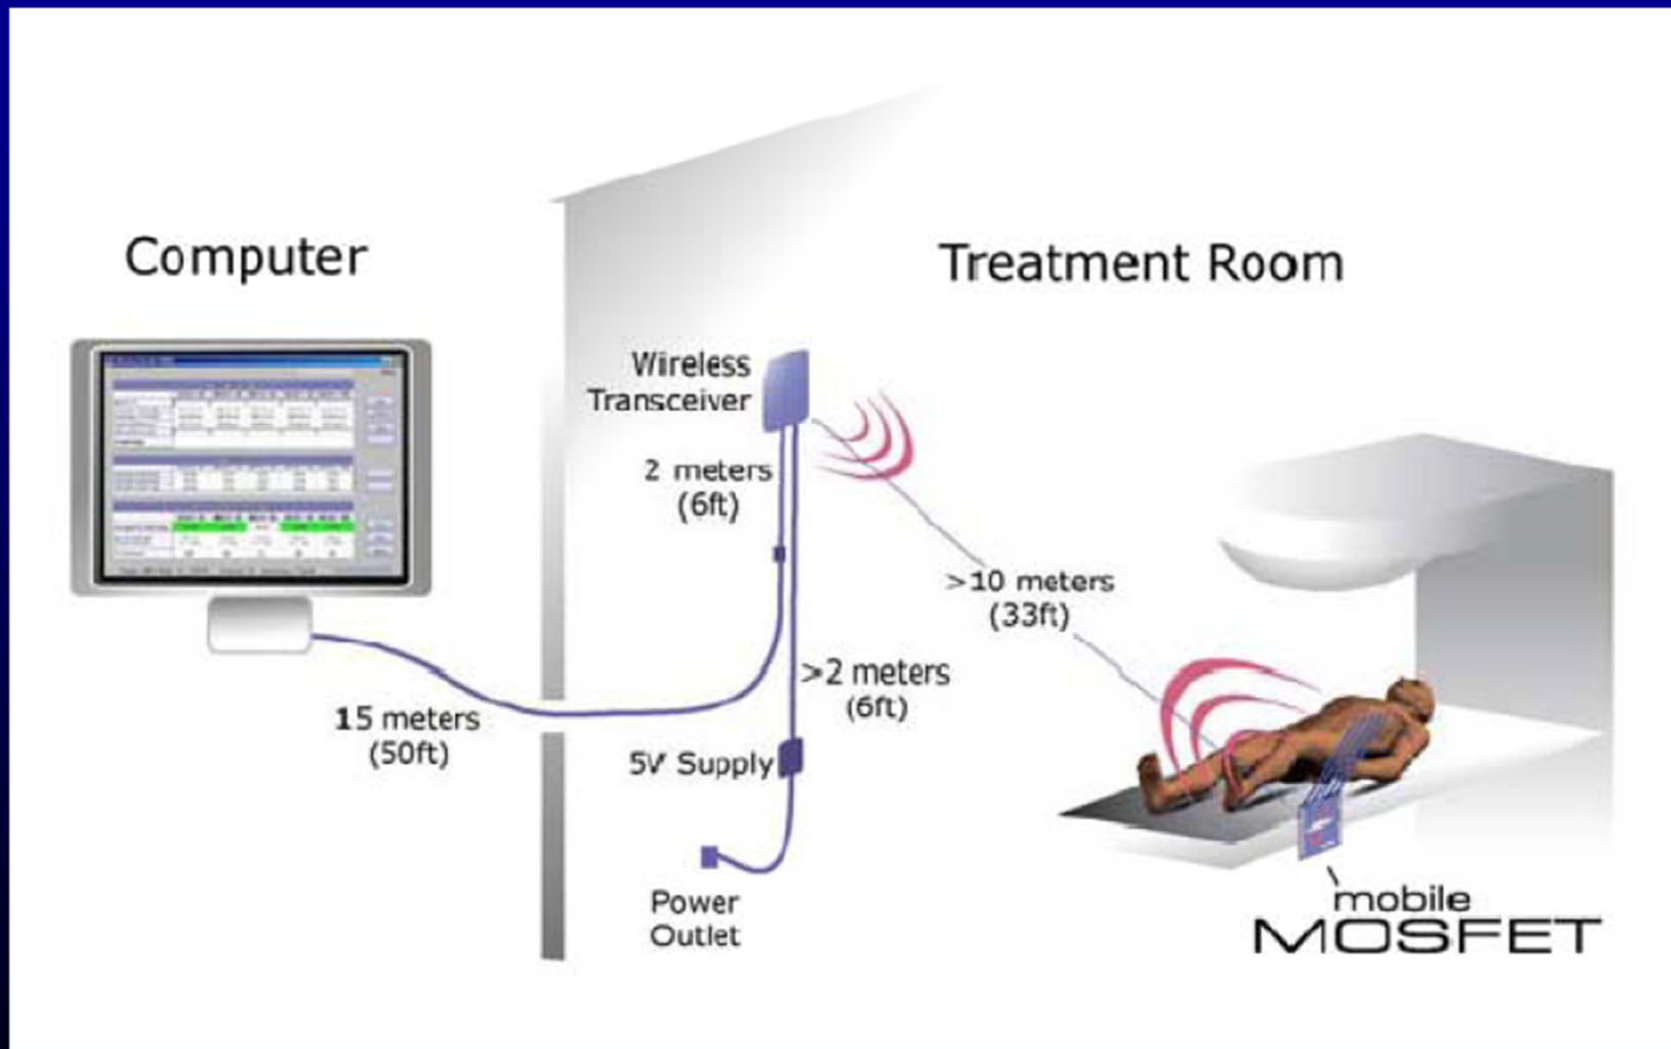 Computer
Treatment Room
Wireless
Transceiver
2 meters
(6ft)
>10 meters
(33ft)
>2 meters
(6ft)
15 meters
(50ft)
5V Supply
Power
Outlet
mobile
MOSFET